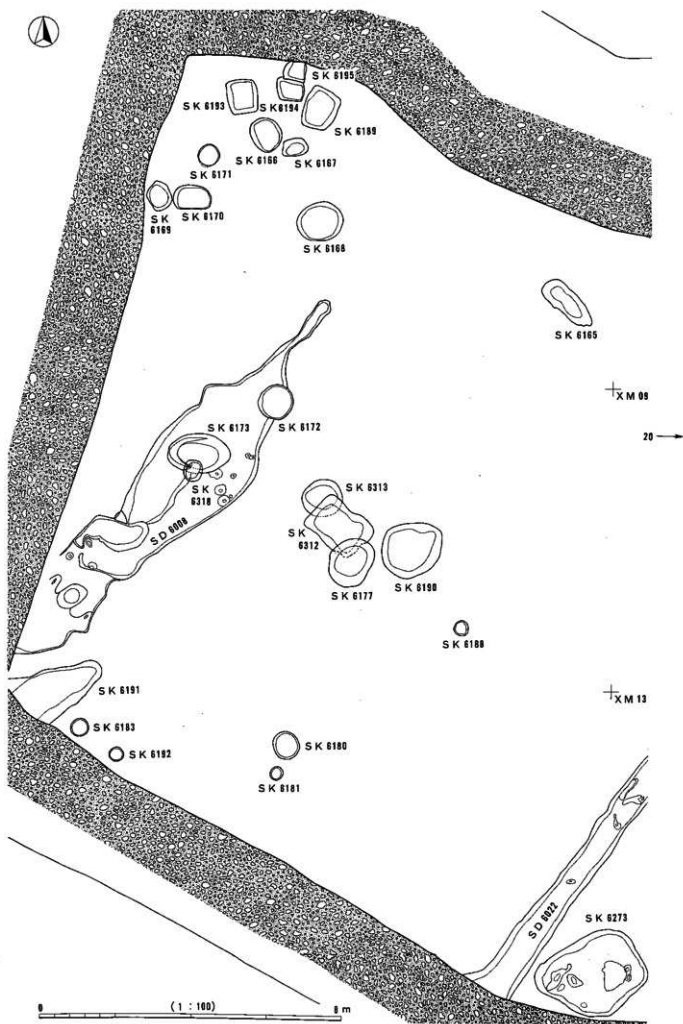 SK 6195
SK 6193
SK 6194
SK 6189
SK 6166
SK 6167
SK 6171
SK 6169
SK 6170
SK 6168
SK 6165
XM 09
20
SK 6172
SK 6173
SK 6318
SD 6008
SK 6313
SK 6312
SK 6190
SK 6177
SK 6188
SK 6191
XM 13
SK 6183
SK 6192
SK 6180
SK 6181
SD 6022
SK 6273
0 (1 : 100) 8 m